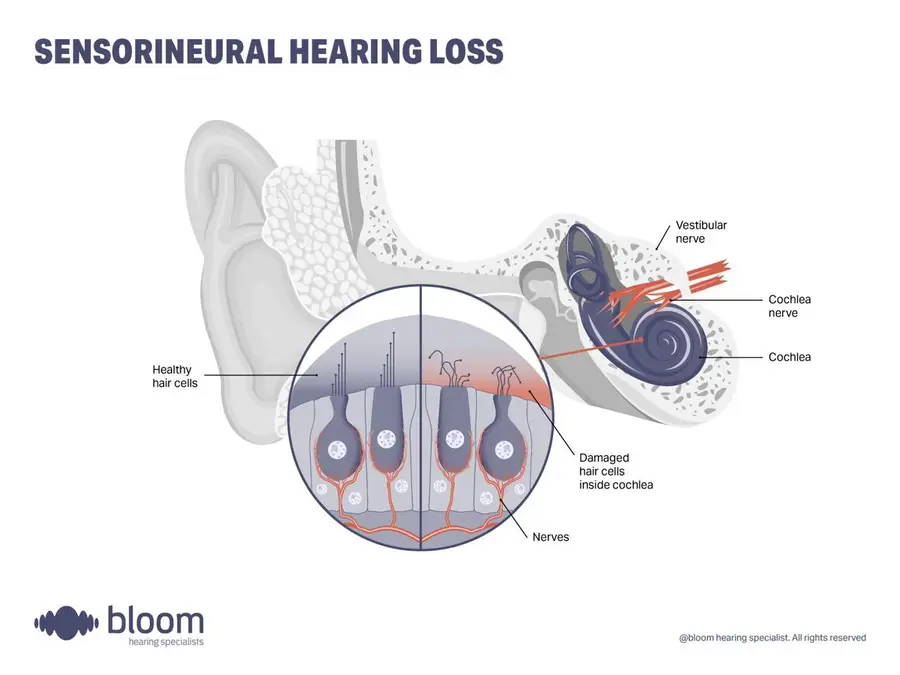 SENSORINEURAL HEARING LOSS
Vestibular
nerve
Cochlea
nerve
Cochlea
Healthy
hair cells
Damaged
hair cells
inside cochlea
Nerves
bloom
hearing specialists
@bloom hearing specialist. All rights reserved